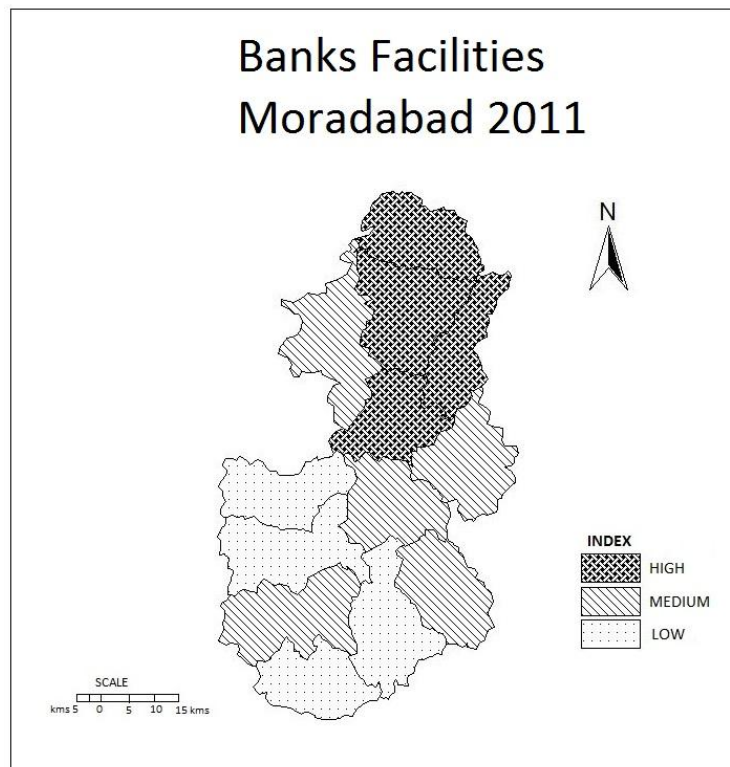 Banks Facilities
Moradabad 2011
N
INDEX
HIGH
MEDIUM
LOW
SCALE
kms 5 0 5 10 15 kms